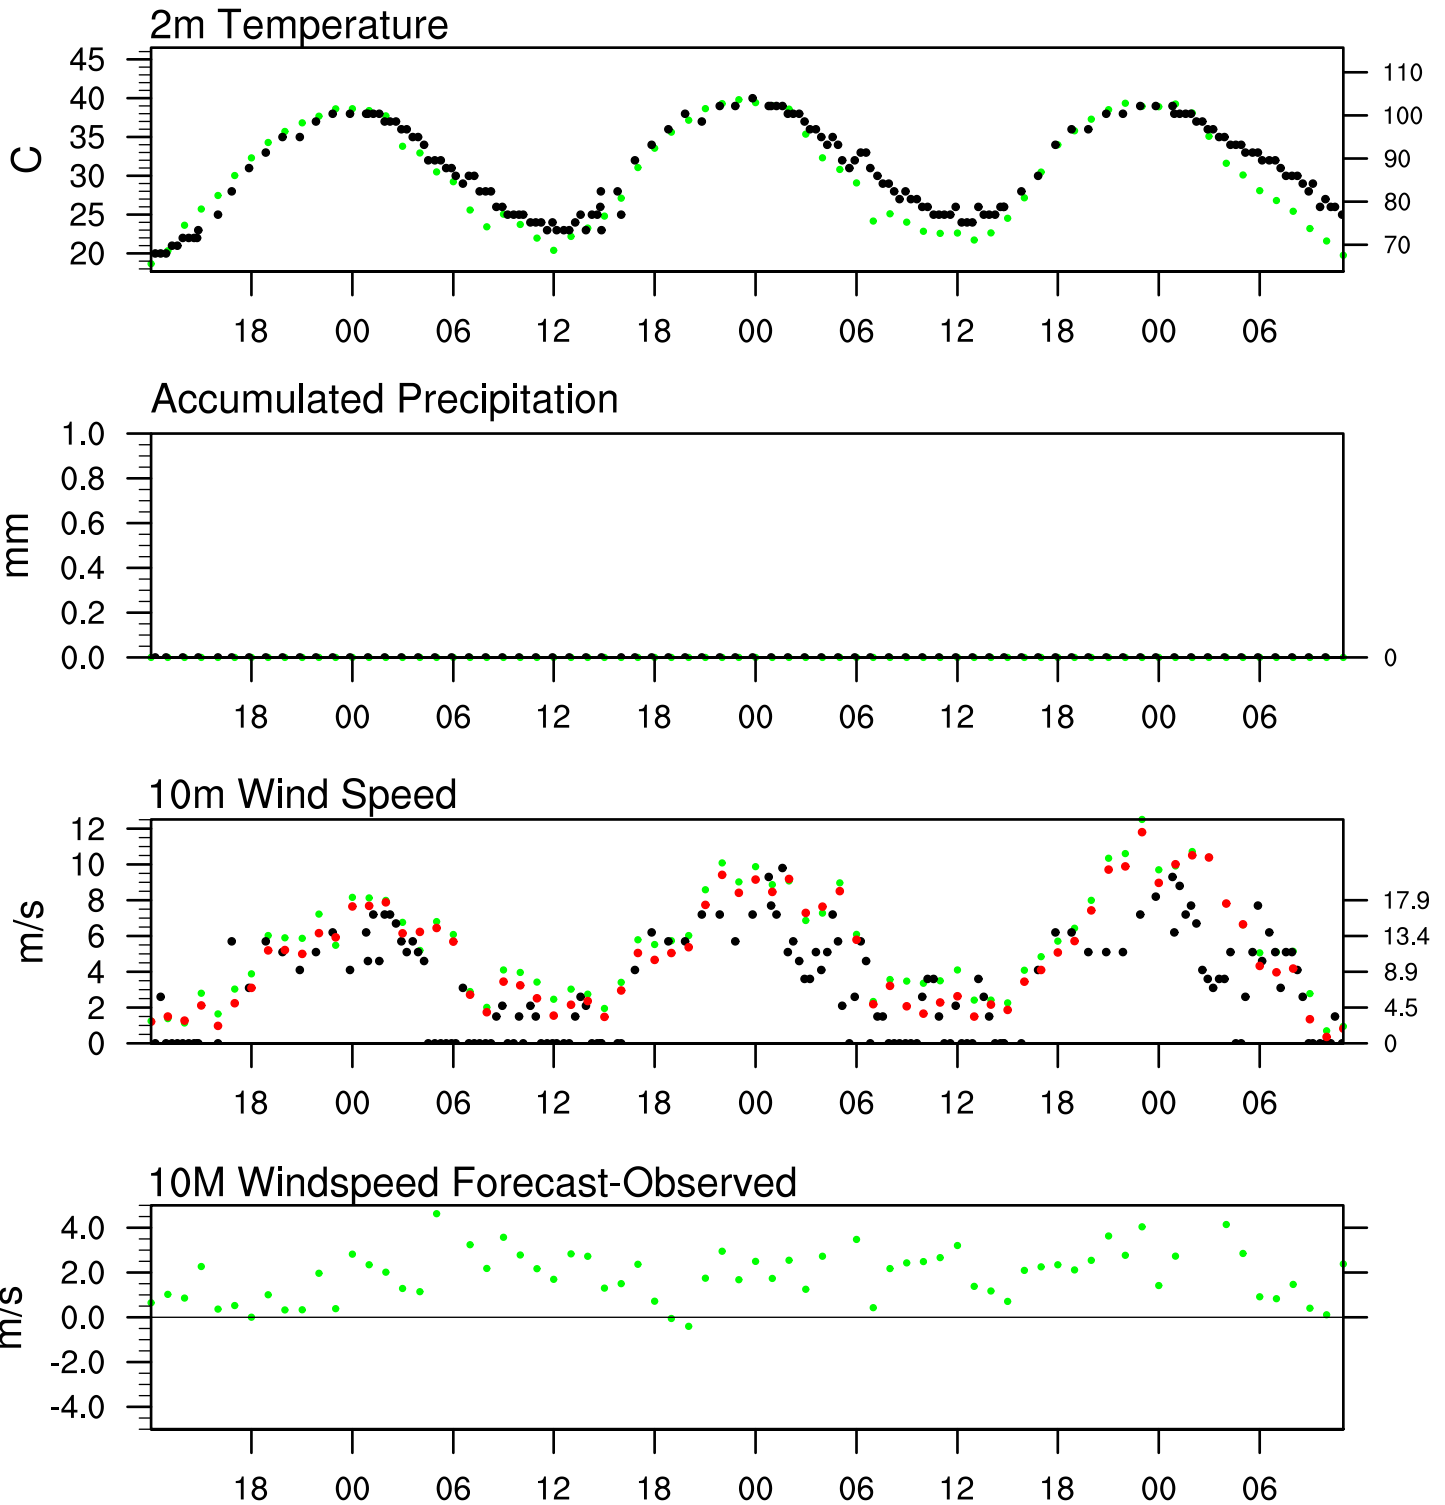 2m Temperature
45
40
35
30
25
20
C
110
100
90
80
70
18 00 06 12 18 00 06 12 18 00 06
Accumulated Precipitation
1.0
0.8
0.6
0.4
0.2
0.0
mm
0
18 00 06 12 18 00 06 12 18 00 06
10m Wind Speed
12
10
8
6
4
2
0
m/s
17.9
13.4
8.9
4.5
0
18 00 06 12 18 00 06 12 18 00 06
10M Windspeed Forecast-Observed
4.0
2.0
0.0
-2.0
-4.0
m/s
18 00 06 12 18 00 06 12 18 00 06